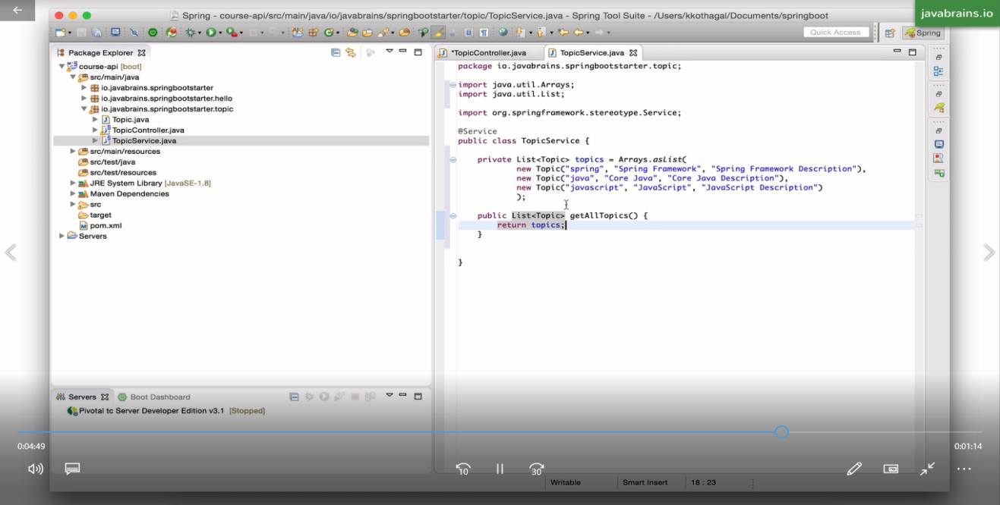 javabrains.io
Spring - course-api/src/main/java/io/javabrains/springbootstarter/topic/TopicService.java - Spring Tool Suite - /Users/kkothagal/Documents/springboot
Quick Access
Spring
Package Explorer
course-api [boot]
src/main/java
io.javabrains.springbootstarter
io.javabrains.springbootstarter.hello
io.javabrains.springbootstarter.topic
Topic.java
TopicController.java
TopicService.java
src/main/resources
src/test/java
src/test/resources
JRE System Library [JavaSE-1.8]
Maven Dependencies
src
target
pom.xml
Servers
*TopicController.java
TopicService.java
package io.javabrains.springbootstarter.topic;
import java.util.Arrays;
import java.util.List;
import org.springframework.stereotype.Service;
@Service
public class TopicService {
private List<Topic> topics = Arrays.asList(
new Topic("spring", "Spring Framework", "Spring Framework Description"),
new Topic("java", "Core Java", "Core Java Description"),
new Topic("javascript", "JavaScript", "JavaScript Description")
);
public List<Topic> getAllTopics() {
return topics;
}
}
Servers
Boot Dashboard
Pivotal tc Server Developer Edition v3.1 [Stopped]
0:04:49
0:01:14
10
30
Writable
Smart Insert
18 : 23